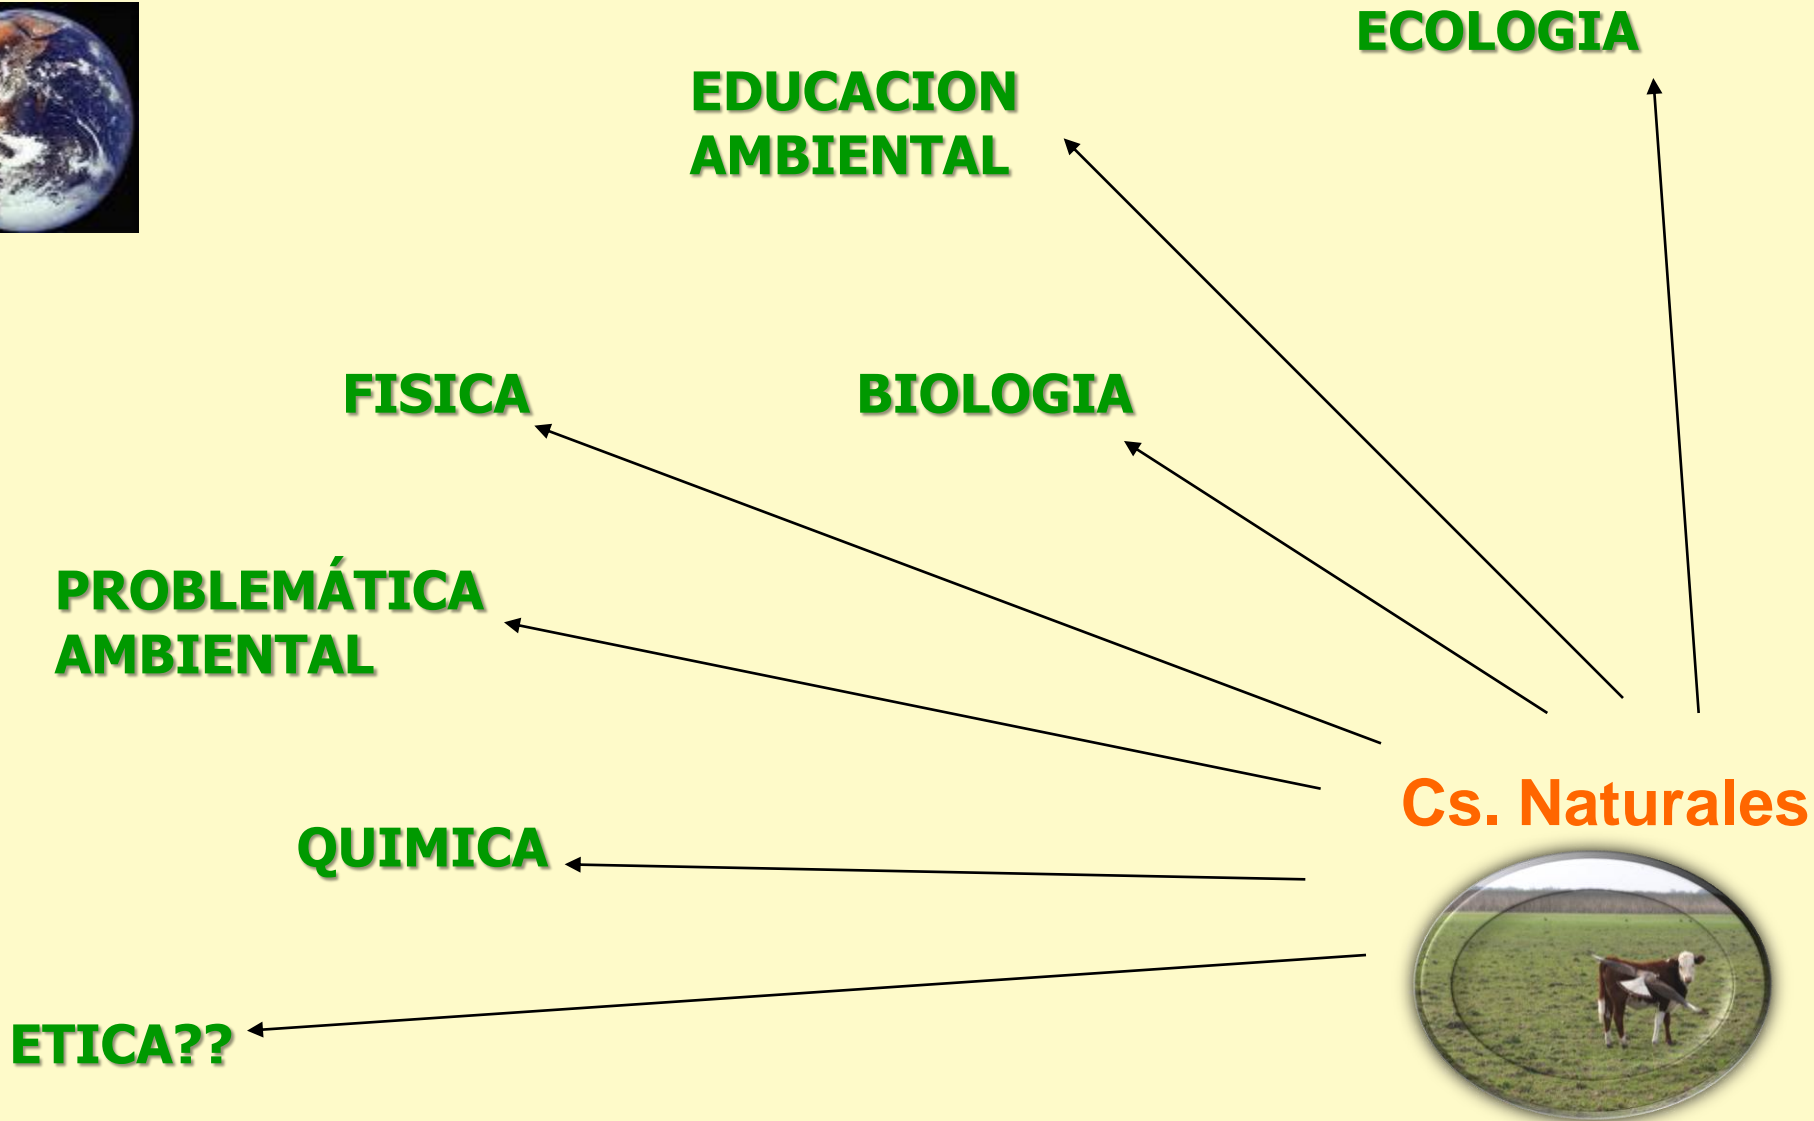 ECOLOGIA
EDUCACION
AMBIENTAL
FISICA
BIOLOGIA
PROBLEMÁTICA
AMBIENTAL
Cs. Naturales
QUIMICA
ETICA??